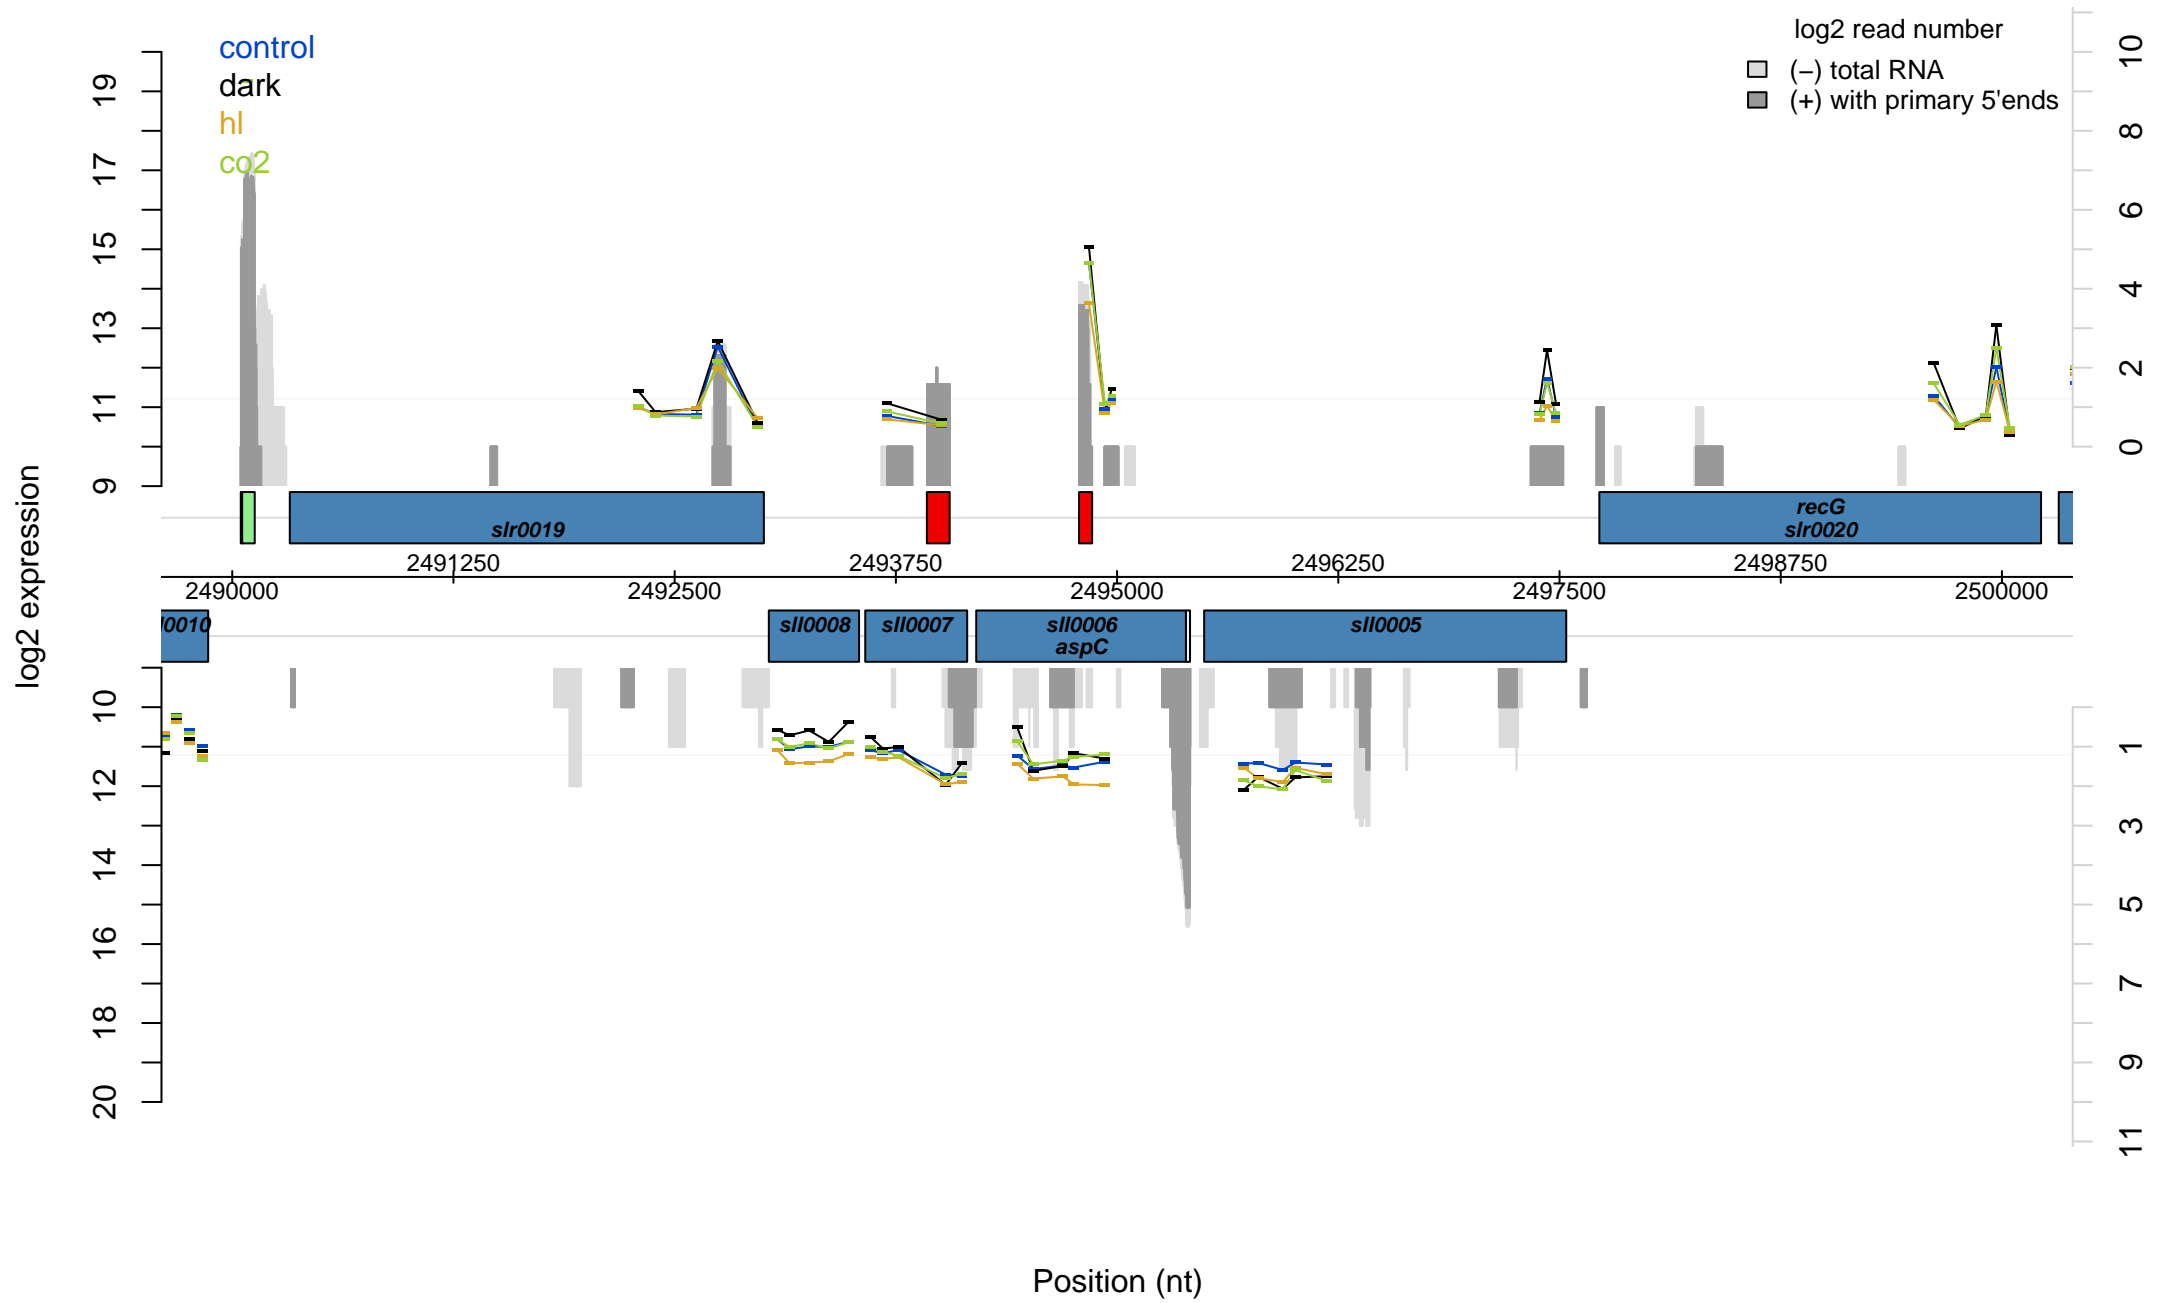 control
dark
hl
co2
log2 read number
(−) total RNA
(+) with primary 5'ends
19
17
15
13
11
9
10
8
6
4
2
0
log2 expression
slr0019
recG
slr0020
2491250
2493750
2496250
2498750
2490000
2492500
2495000
2497500
2500000
l0010
sll0008
sll0007
sll0006
aspC
sll0005
10
12
14
16
18
20
1
3
5
7
9
11
Position (nt)